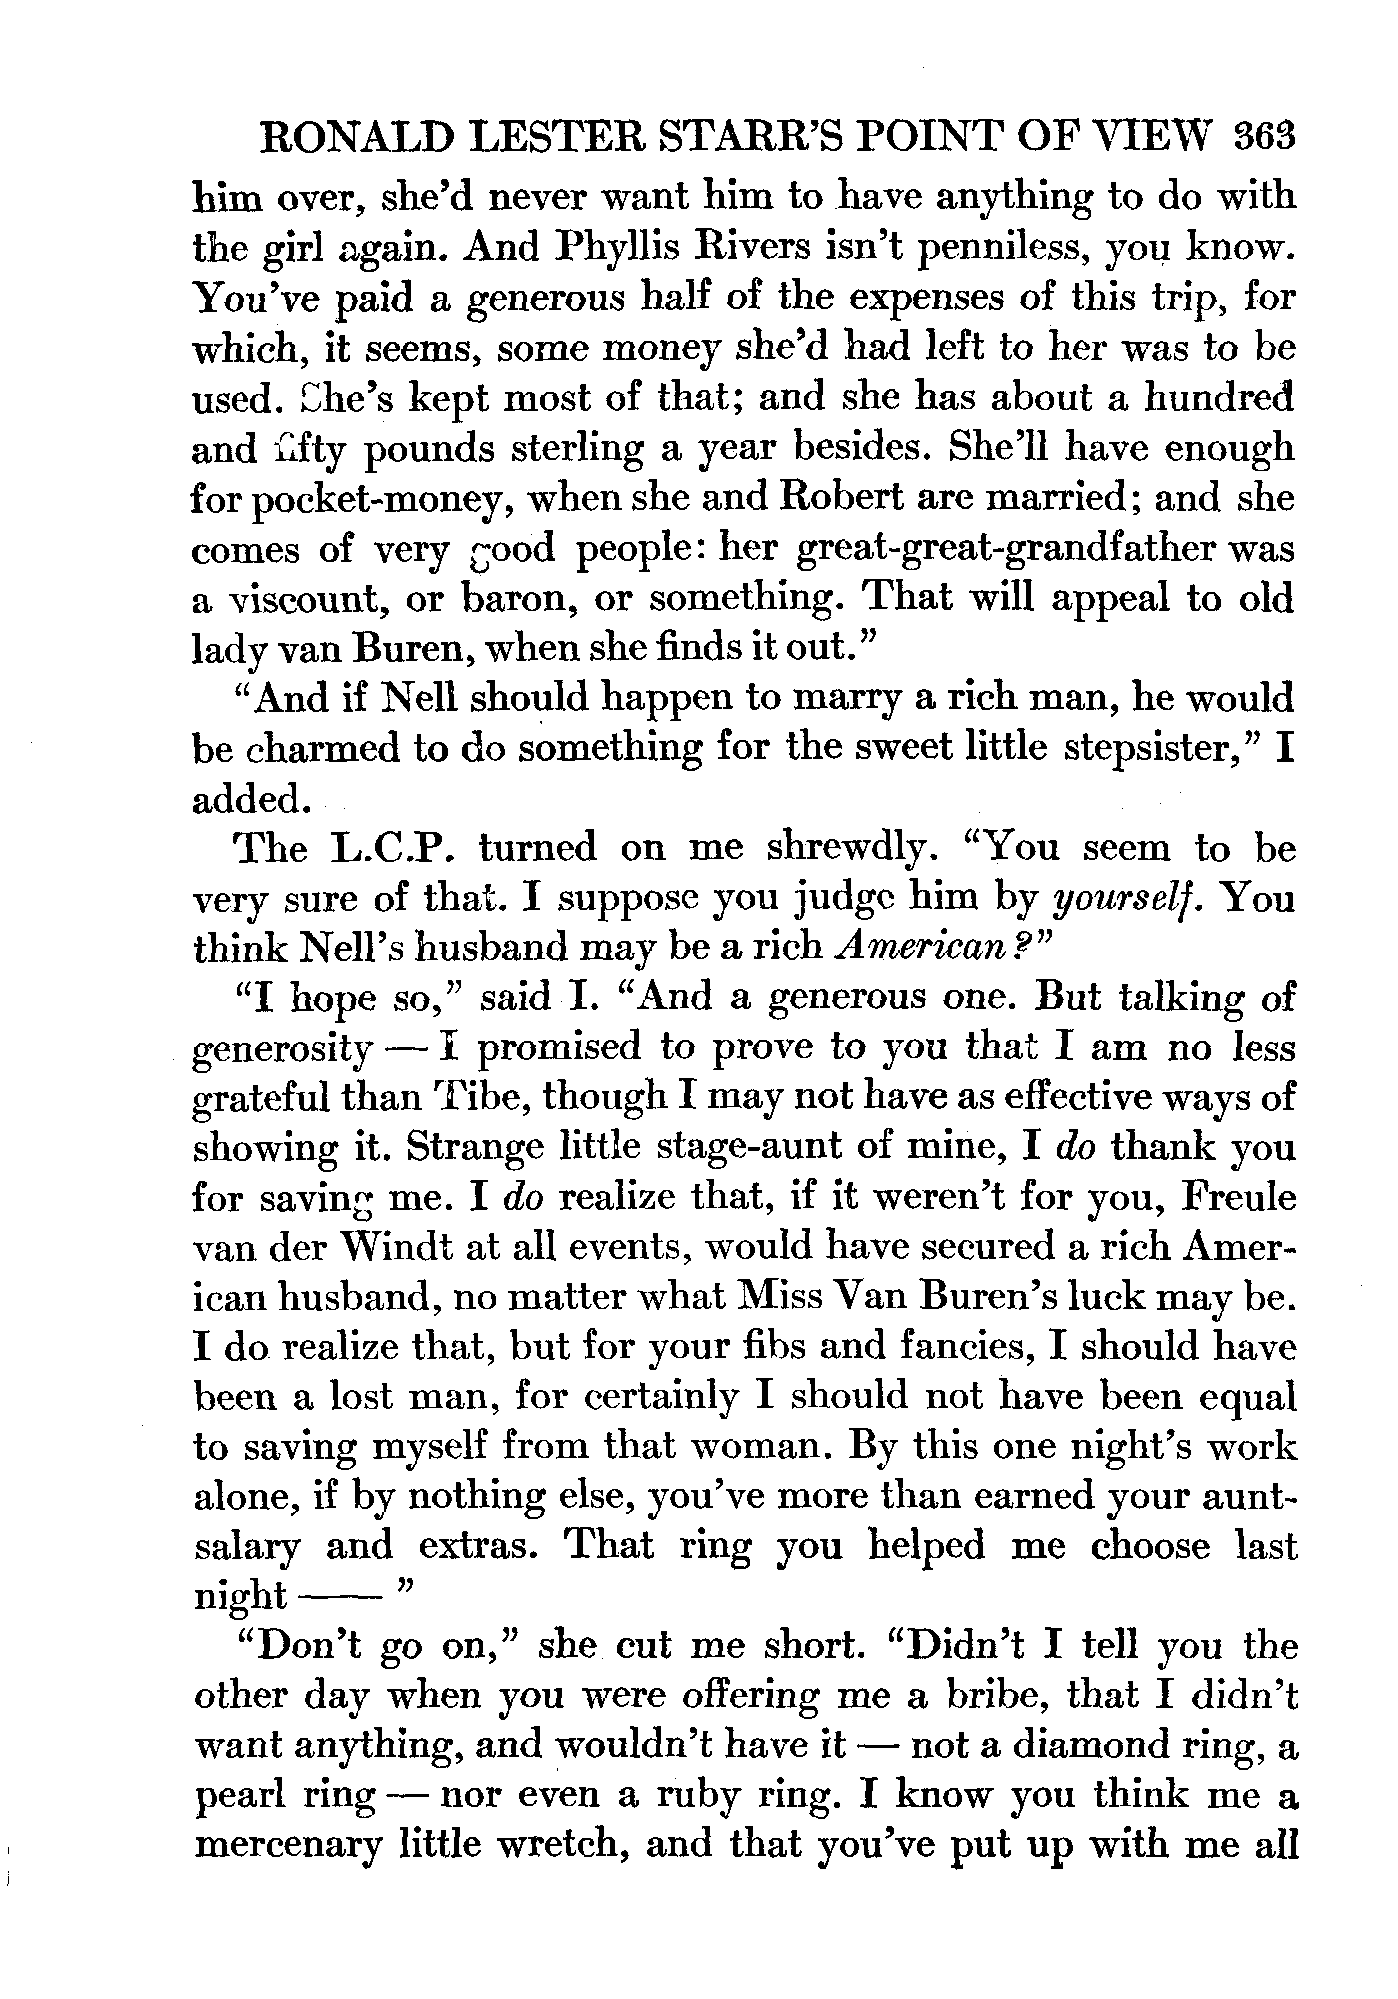 RONALD LESTER STARR'S POINT OF VIEW 363
him over, she'd never want him to have anything to do with
the girl again. And Phyllis Rivers isn't penniless, you know.
You've paid a generous half of the expenses of this trip, for
which, it seems, some money she'd had left to her was to be
used. She's kept most of that; and she has about a hundred
and fifty pounds sterling a year besides. She'll have enough
for pocket-money, when she and Robert are married; and she
comes of very good people: her great-great-grandfather was
a viscount, or baron, or something. That will appeal to old
lady van Buren, when she finds it out."
"And if Nell should happen to marry a rich man, he would
be charmed to do something for the sweet little stepsister," I
added.
The L.C.P. turned on me shrewdly. "You seem to be
very sure of that. I suppose you judge him by yourself. You
think Nell's husband may be a rich American?"
"I hope so," said I. "And a generous one. But talking of
generosity — I promised to prove to you that I am no less
grateful than Tibe, though I may not have as effective ways of
showing it. Strange little stage-aunt of mine, I do thank you
for saving me. I do realize that, if it weren't for you, Freule
van der Windt at all events, would have secured a rich Amer-
ican husband, no matter what Miss Van Buren's luck may be.
I do realize that, but for your fibs and fancies, I should have
been a lost man, for certainly I should not have been equal
to saving myself from that woman. By this one night's work
alone, if by nothing else, you've more than earned your aunt-
salary and extras. That ring you helped me choose last
night —— "
"Don't go on," she cut me short. "Didn't I tell you the
other day when you were offering me a bribe, that I didn't
want anything, and wouldn't have it — not a diamond ring, a
pearl ring — nor even a ruby ring. I know you think me a
mercenary little wretch, and that you've put up with me all